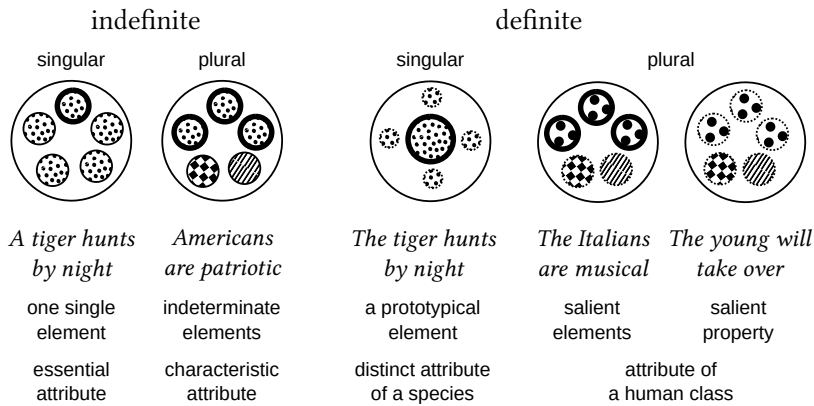 indefinite
definite
singular
plural
singular
plural
A tiger hunts
by night
Americans
are patriotic
The tiger hunts
by night
The Italians
are musical
The young will
take over
one single
element
indeterminate
elements
a prototypical
element
salient
elements
salient
property
essential
attribute
characteristic
attribute
distinct attribute
of a species
attribute of
a human class